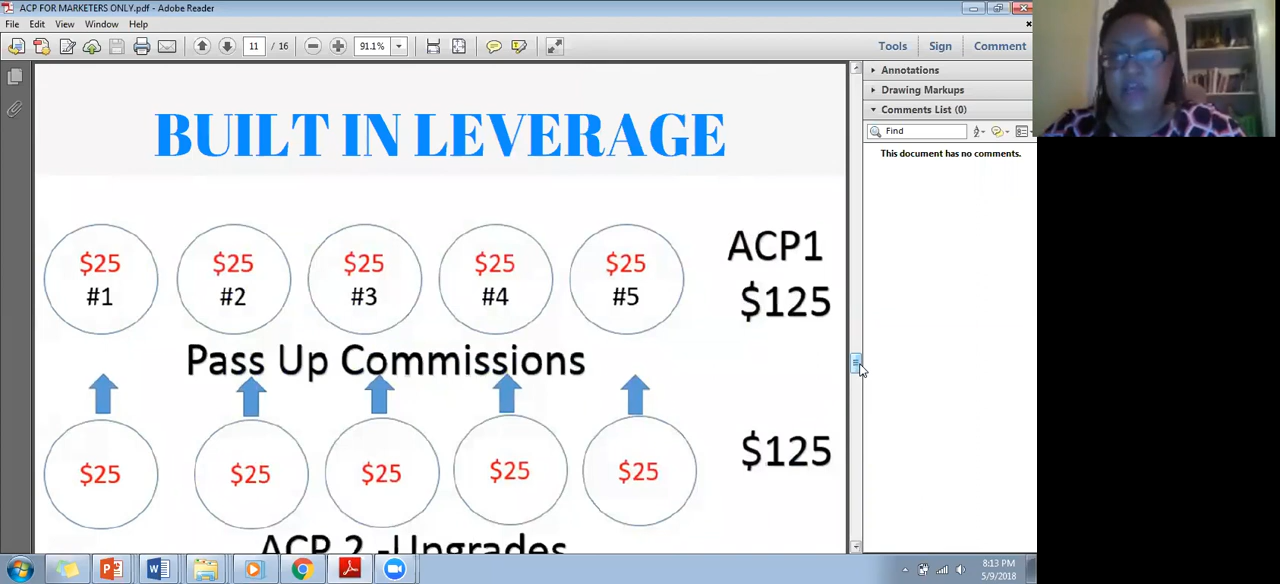 ACP FOR MARKETERS ONLY.pdf - Adobe Reader
File Edit View Window Help
11 / 16 91.1% Tools Sign Comment
Annotations
Drawing Markups
Comments List (0)
Find
This document has no comments.
BUILT IN LEVERAGE
$25 $25 $25 $25 $25
#1 #2 #3 #4 #5
ACP1
$125
Pass Up Commissions
$25 $25 $25 $25 $25
$125
ACP 2 -Upgrades
8:13 PM
5/9/2018